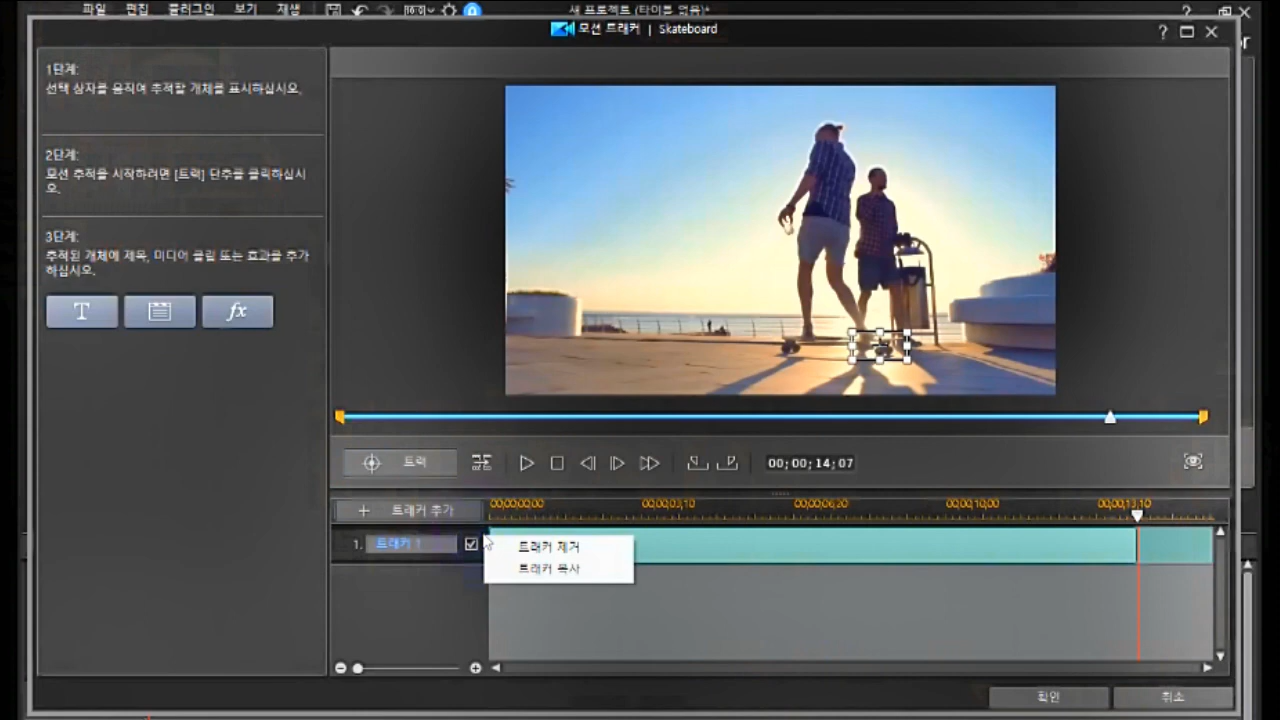 파일 편집 플러그인 보기 재생
새 프로젝트 (타이틀 없음)*
모션 트래커 | Skateboard
1단계:
선택 상자를 움직여 추적할 개체를 표시하십시오.
2단계:
모션 추적을 시작하려면 [트랙] 단추를 클릭하십시
오.
3단계:
추적된 개체에 제목, 미디어 클립 또는 효과를 추가
하십시오.
T fx
트랙
00;00;14;07
트래커 추가
00;00;00;00 00;00;03;10 00;00;06;20 00;00;10;00 00;00;13;10
1. 트래커 1
트래커 제거
트래커 복사
확인 취소